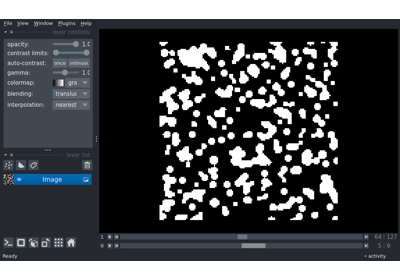 File View Window Plugins Help
layer controls
opacity: 1.0
contrast limits:
auto-contrast: once
gamma: 1.0
colormap: gra
blending: translu
interpolation: nearest
layer list
Image
1 64 127
0 5 9
Ready activity